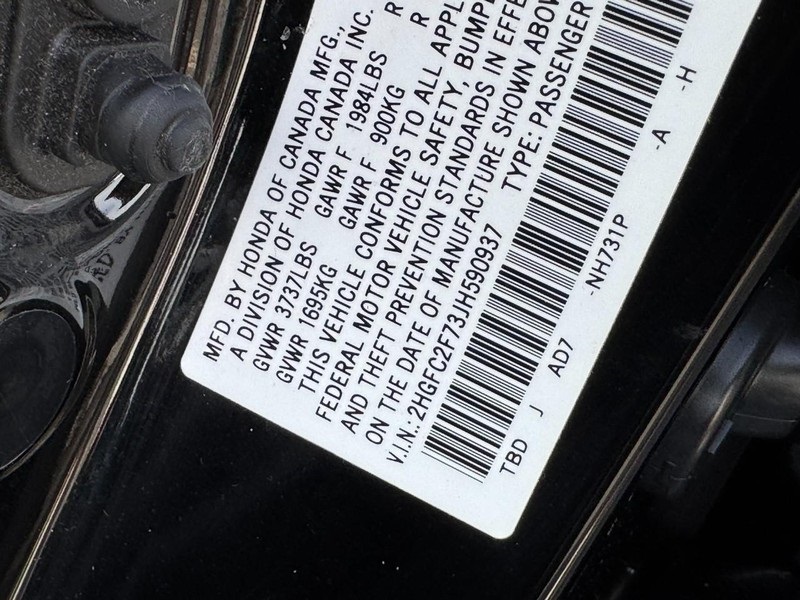 MFD. BY HONDA OF CANADA MFG.,
A DIVISION OF HONDA CANADA INC.
GVWR 3737LBS GAWR F 1984LBS R
GVWR 1695KG GAWR F 900KG R
THIS VEHICLE CONFORMS TO ALL APPL
FEDERAL MOTOR VEHICLE SAFETY, BUMPE
AND THEFT PREVENTION STANDARDS IN EFFE
ON THE DATE OF MANUFACTURE SHOWN ABOV
V.I.N.: 2HGFC2F73JH590937 TYPE: PASSENGER
TBD J AD7 -NH731P -A -H